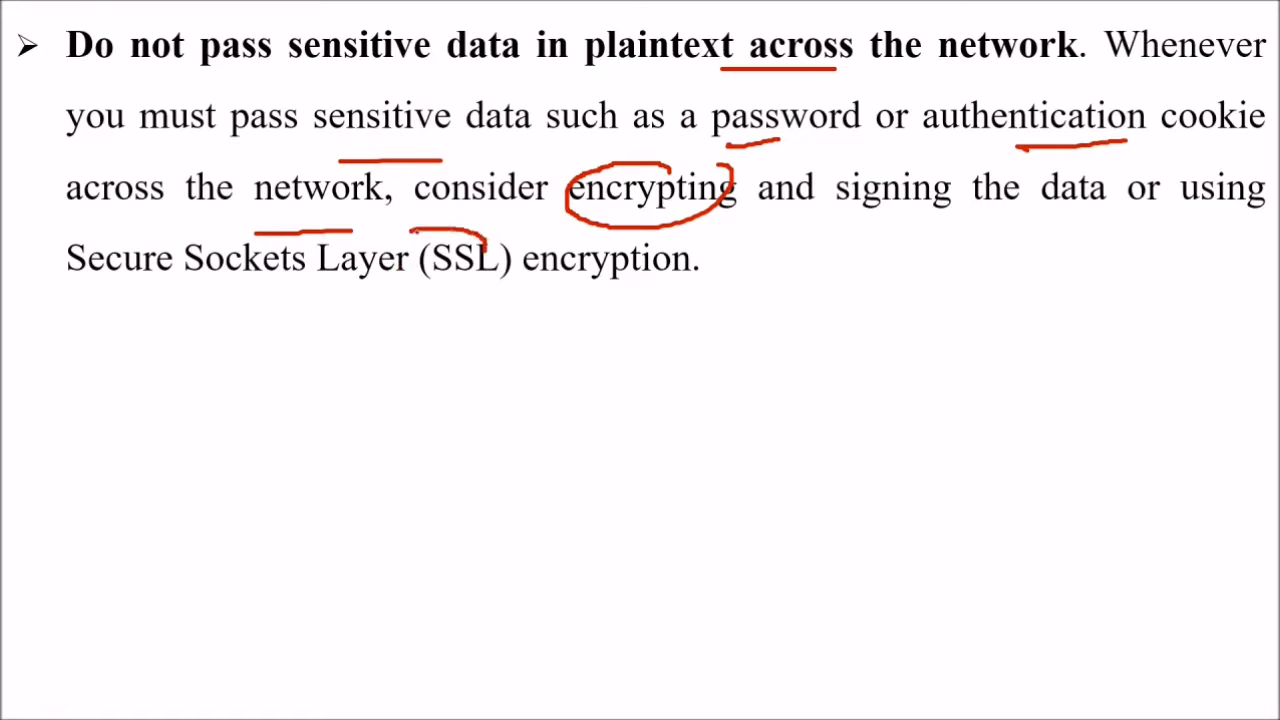 ➢ Do not pass sensitive data in plaintext across the network. Whenever
you must pass sensitive data such as a password or authentication cookie
across the network, consider encrypting and signing the data or using
Secure Sockets Layer (SSL) encryption.